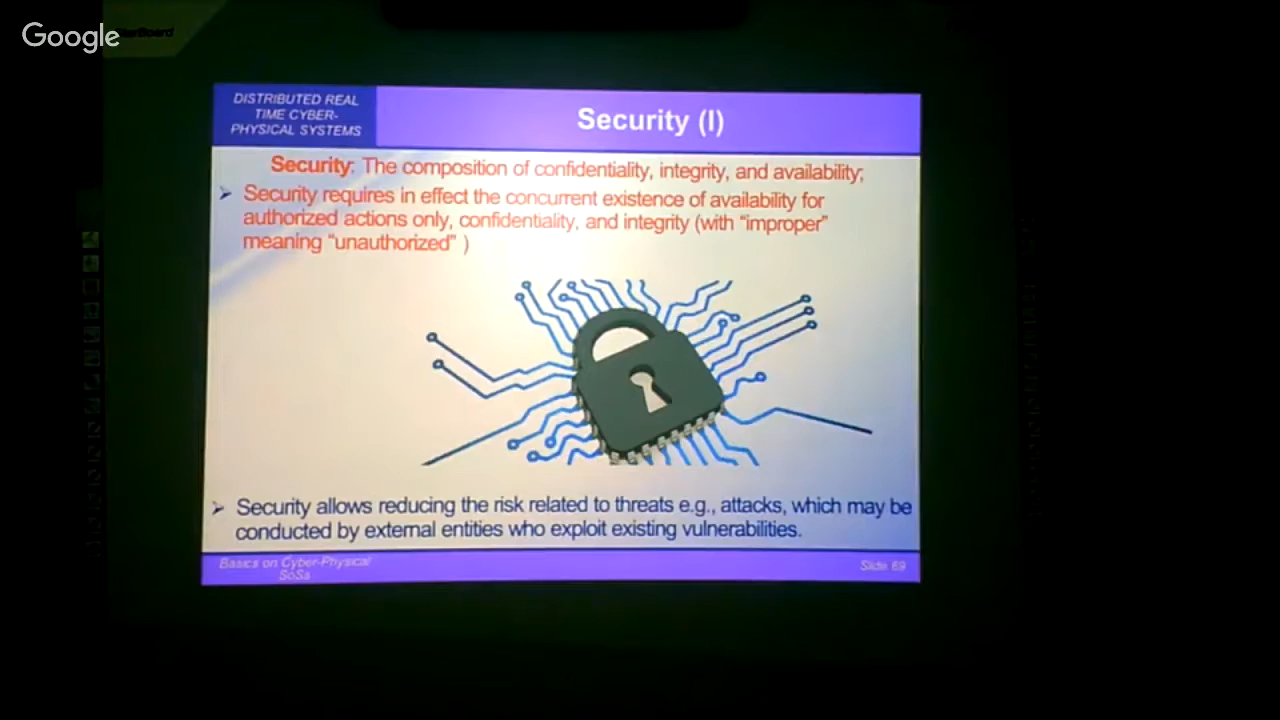 Google
DISTRIBUTED REAL
TIME CYBER-
PHYSICAL SYSTEMS
Security (I)
Security: The composition of confidentiality, integrity, and availability;
➢ Security requires in effect the concurrent existence of availability for
authorized actions only, confidentiality, and integrity (with “improper”
meaning “unauthorized” )
➢ Security allows reducing the risk related to threats e.g., attacks, which may be
conducted by external entities who exploit existing vulnerabilities.
Basics on Cyber-Physical
SoSs
Slide 69